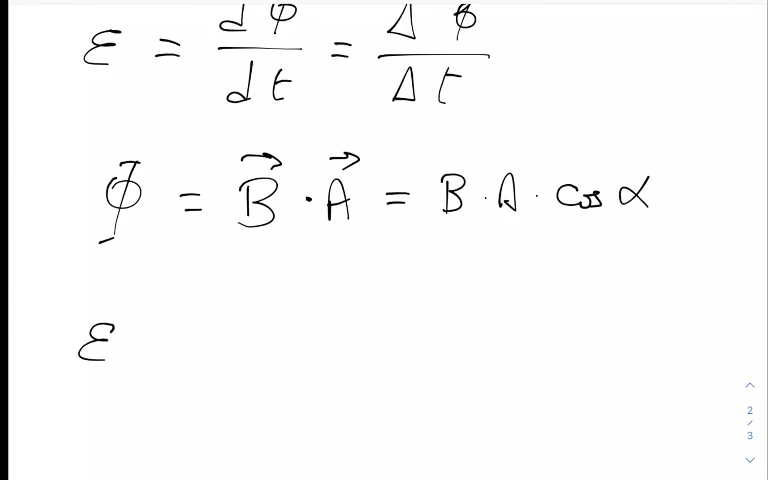 ε = dφ/dt = Δϕ/Δt
ϕ = B⃗ · A⃗ = B · A · cos α
ε
2
/
3